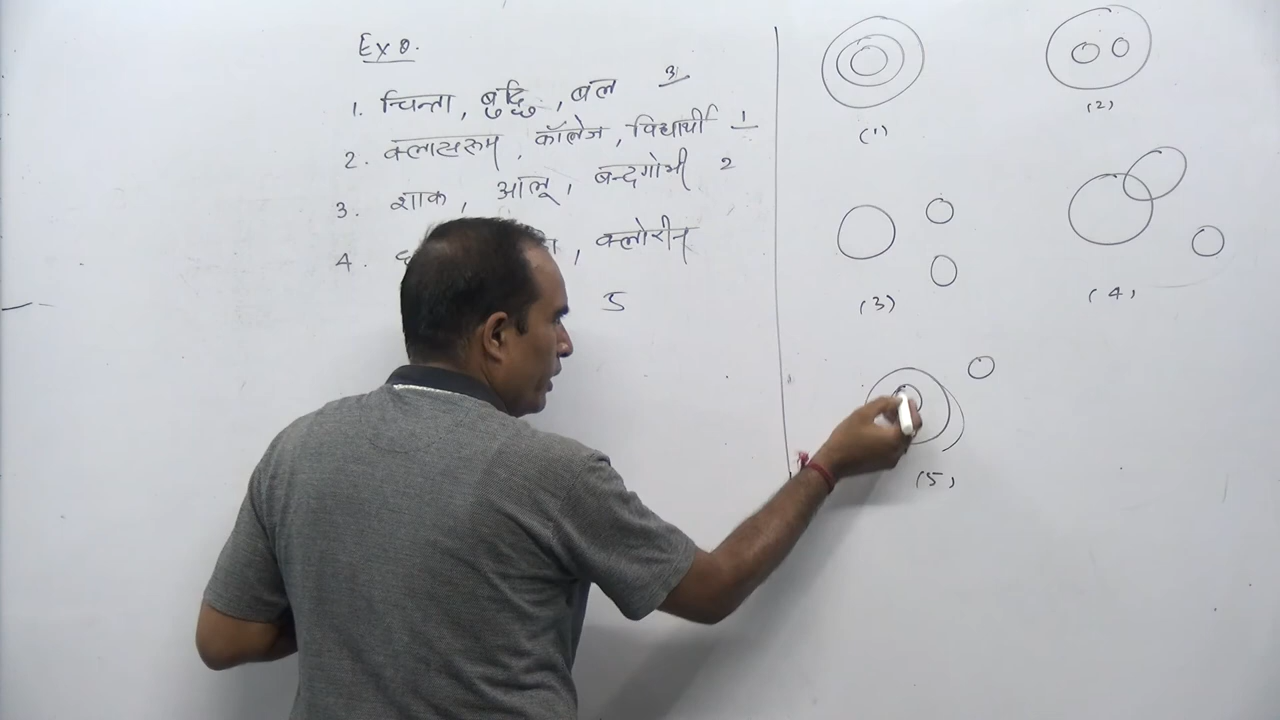 Ex 0.
1. चिन्ता, बुद्धि, बल 3
2. क्लासरूम, कॉलेज, विद्यार्थी 1
3. शाक, आलू, बन्दगोभी 2
4. , क्लोरीन
5
(1)
(2)
(3)
(4)
(5)